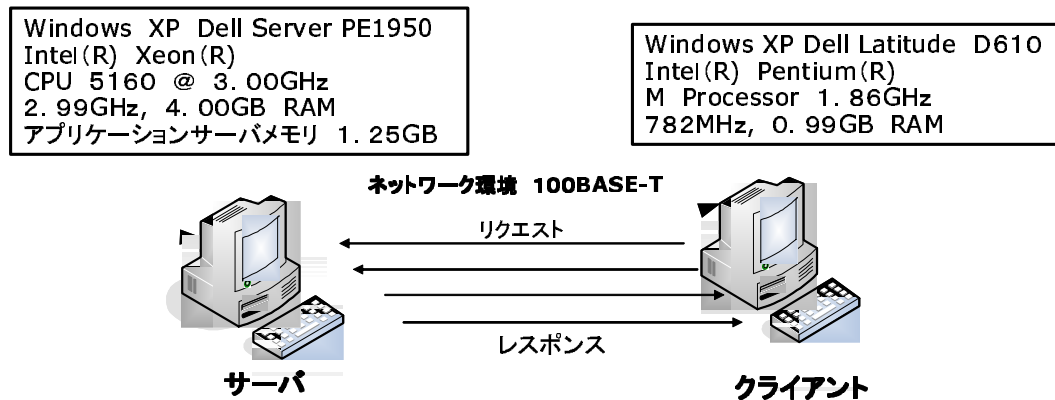 Windows XP Dell Server PE1950
Intel(R) Xeon(R)
CPU 5160 @ 3.00GHz
2.99GHz, 4.00GB RAM
アプリケーションサーバメモリ 1.25GB
Windows XP Dell Latitude D610
Intel(R) Pentium(R)
M Processor 1.86GHz
782MHz, 0.99GB RAM
ネットワーク環境 100BASE-T
リクエスト
レスポンス
サーバ
クライアント